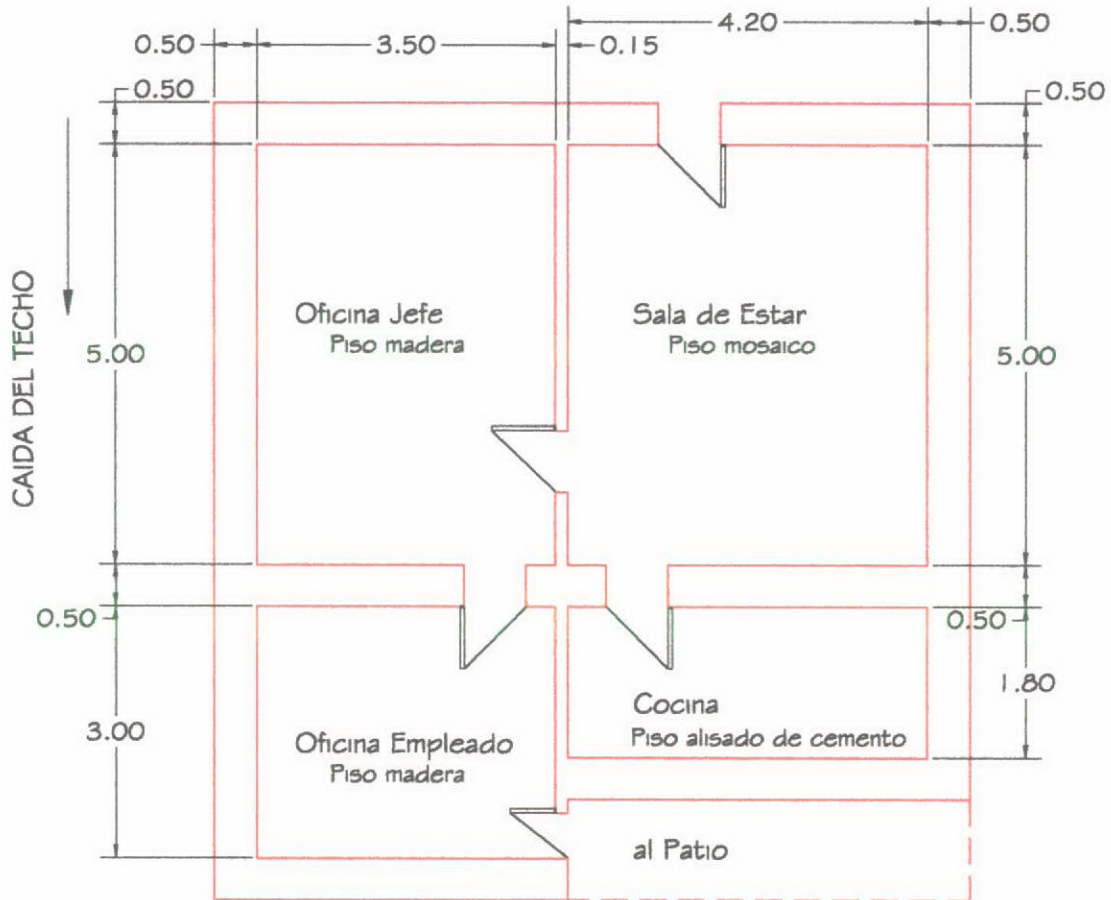 4.20
0.50
0.50
3.50
0.15
0.50
0.50
CAIDA DEL TECHO
Oficina Jefe
Piso madera
Sala de Estar
Piso mosaico
5.00
5.00
0.50
0.50
1.80
3.00
Cocina
Piso alisado de cemento
Oficina Empleado
Piso madera
al Patio